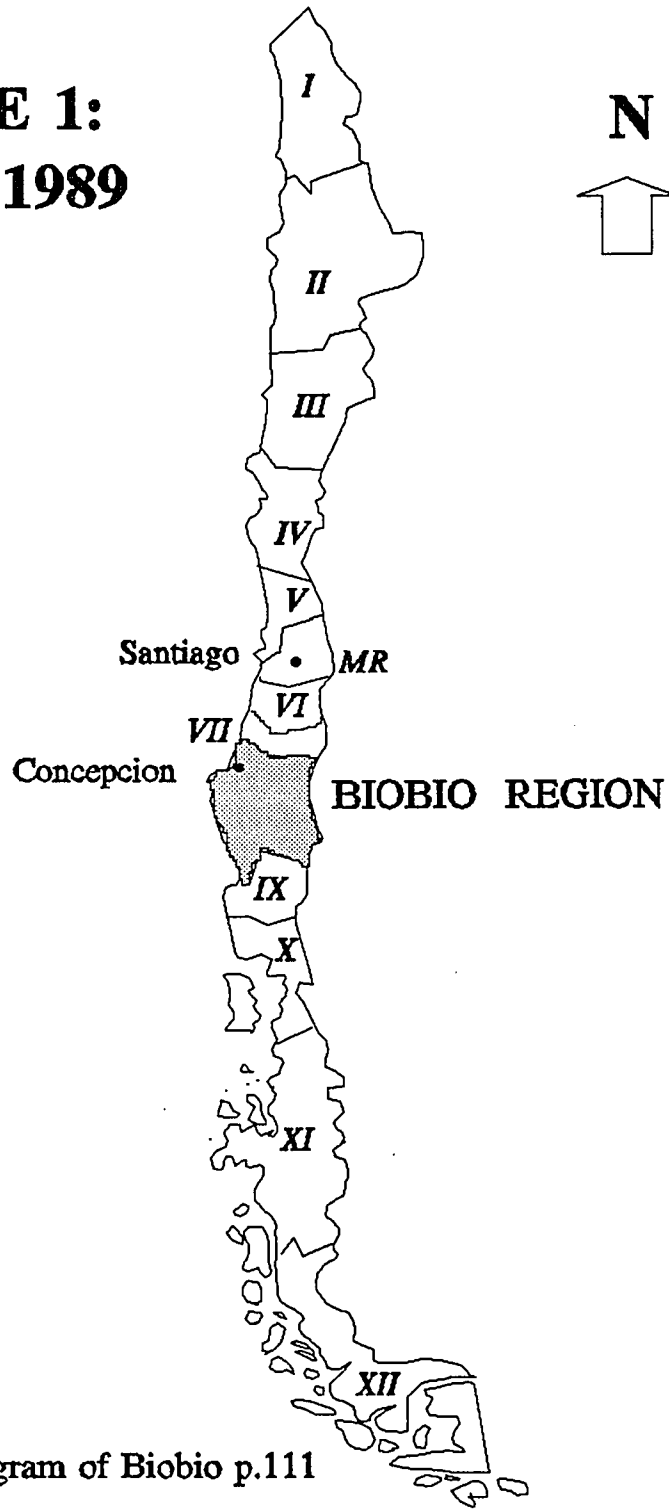 E 1:
1989
N
I
II
III
IV
V
Santiago
MR
VI
VII
Concepcion
BIOBIO REGION
IX
X
XI
XII
gram of Biobio p.111